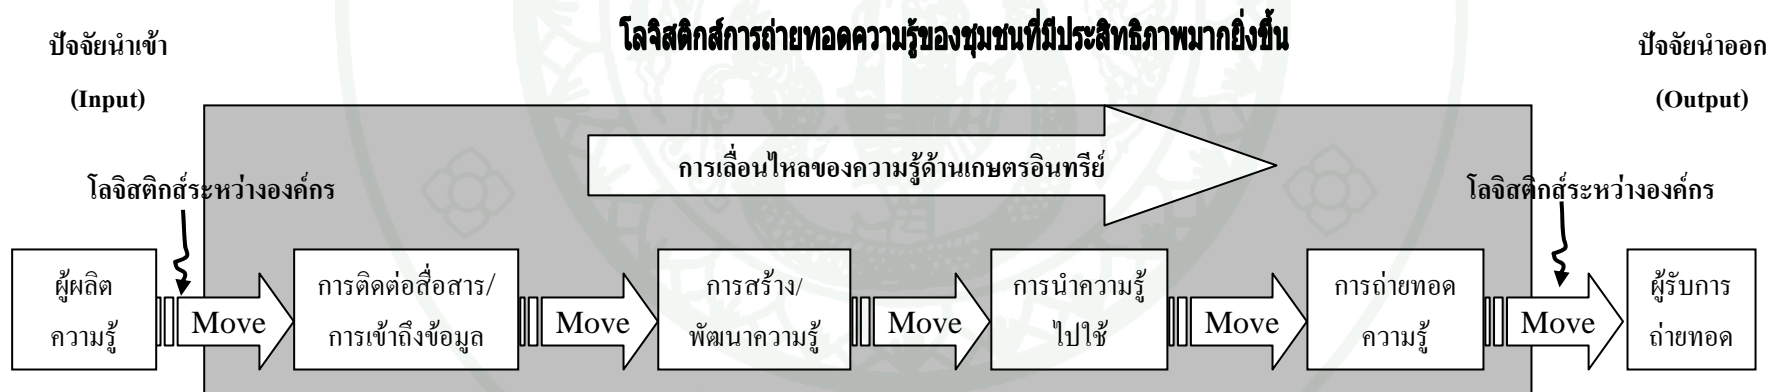 โลจิสติกส์การถ่ายทอดความรู้ของชุมชนที่มีประสิทธิภาพมากยิ่งขึ้น
ปัจจัยนำเข้า
(Input)
ปัจจัยนำออก
(Output)
การเลื่อนไหลของความรู้ด้านเกษตรอินทรีย์
โลจิสติกส์ระหว่างองค์กร
โลจิสติกส์ระหว่างองค์กร
ผู้ผลิต
ความรู้
Move
การติดต่อสื่อสาร/
การเข้าถึงข้อมูล
Move
การสร้าง/
พัฒนาความรู้
Move
การนำความรู้
ไปใช้
Move
การถ่ายทอด
ความรู้
Move
ผู้รับการ
ถ่ายทอด